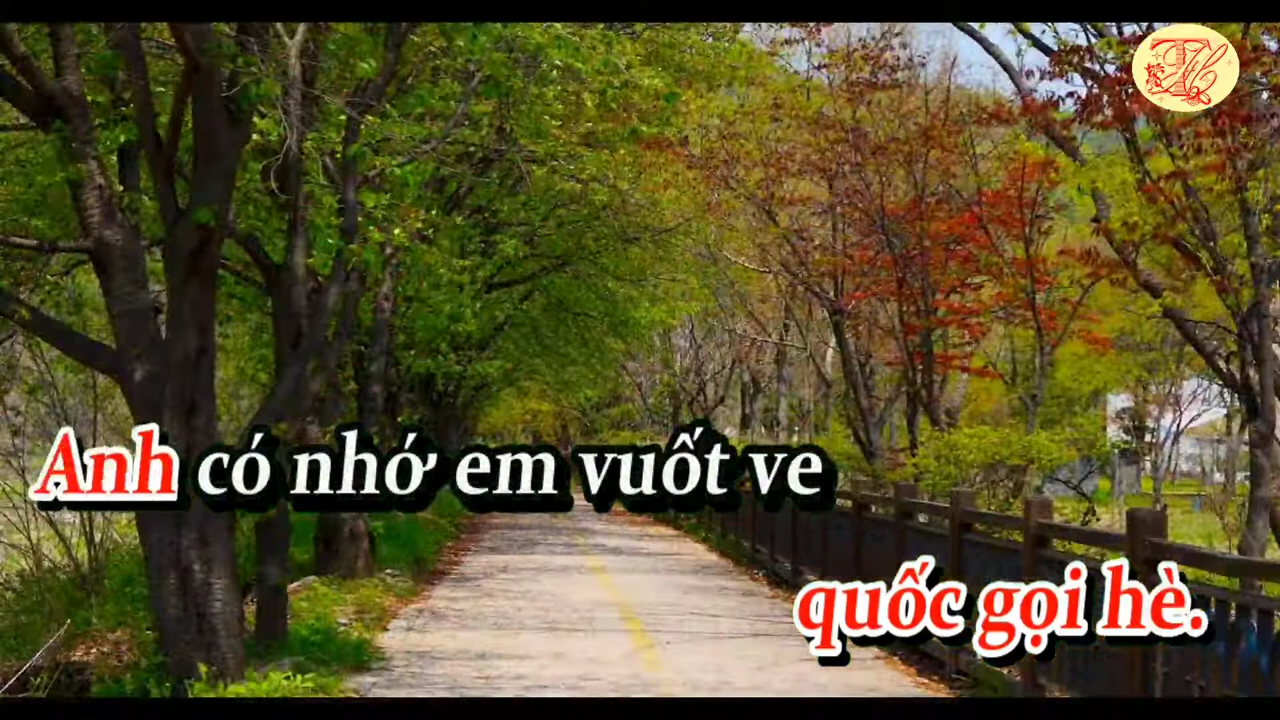 Anh có nhớ em vuốt ve
quốc gọi hè.